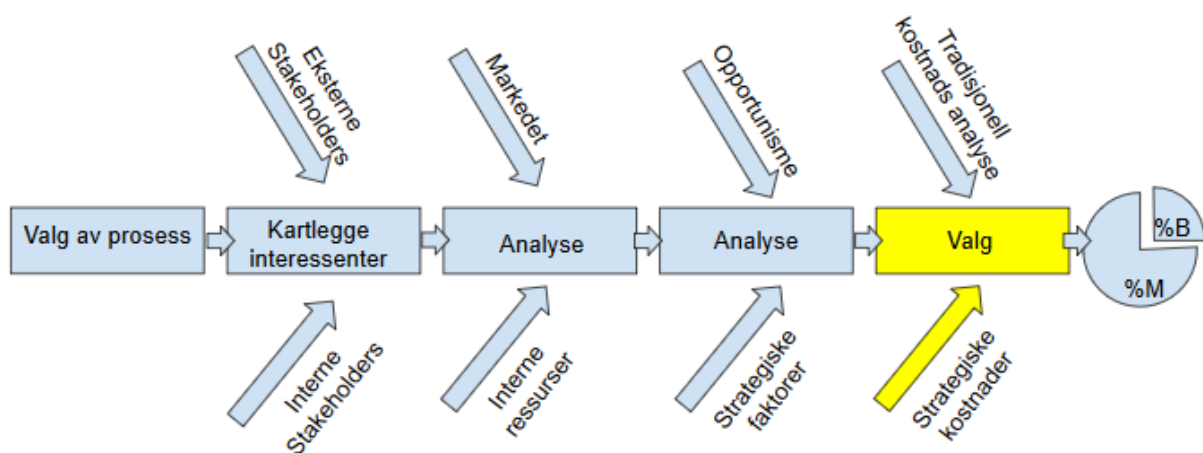 Eksterne
Stakeholders
Markedet
Opportunisme
Tradisjonell
kostnads analyse
Valg av prosess
Kartlegge
interessenter
Analyse
Analyse
Valg
%B
%M
Interne
Stakeholders
Interne
ressurser
Strategiske
faktorer
Strategiske
kostnader